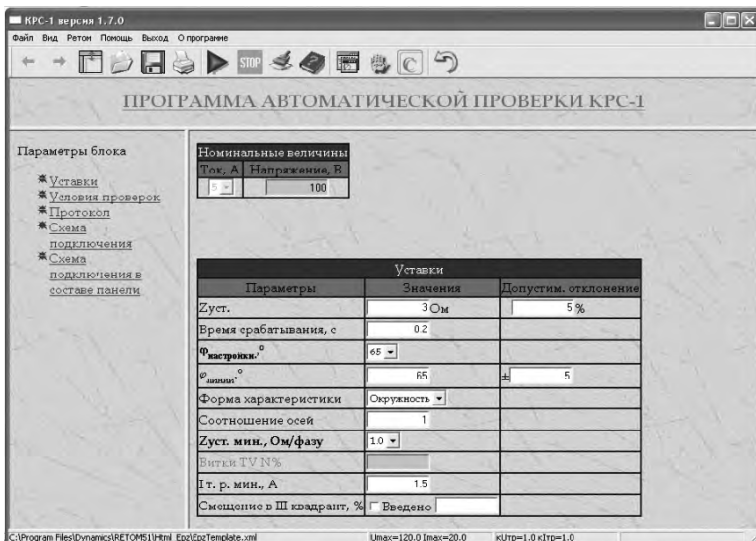 КРС-1 версия 1.7.0
Файл Вид Ретом Помощь Выход О программе
STOP C
ПРОГРАММА АВТОМАТИЧЕСКОЙ ПРОВЕРКИ КРС-1
Параметры блока
Уставки
Условия проверок
Протокол
Схема
подключения
Схема
подключения в
составе панели
Номинальные величины
Ток, А Напряжение, В
5 100
Уставки
Параметры Значения Допустим. отклонение
Zуст. 3 Ом 5 %
Время срабатывания, с 0.2
φнастройки,° 65
φлинии,° 65 ± 5
Форма характеристики Окружность
Соотношение осей 1
Zуст. мин., Ом/фазу 1.0
Витки TV N%
I т. р. мин., А 1.5
Смещение в III квадрант, % Введено
C:\Program Files\Dynamics\RETOM51\Html_Epz\EpzTemplate.xml Umax=120.0 Imax=20.0 кUтр=1.0 кIтр=1.0